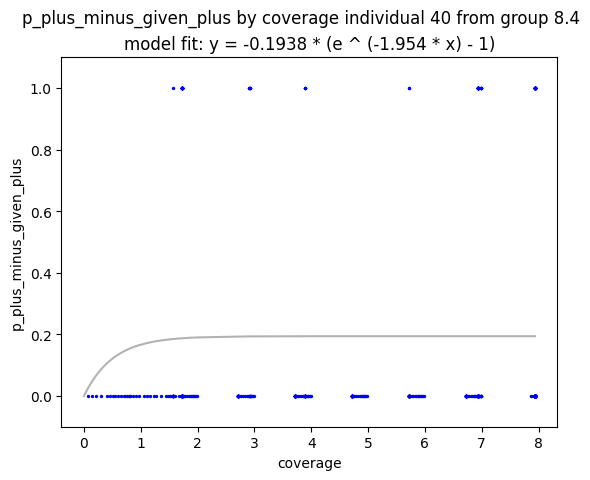 p_plus_minus_given_plus by coverage individual 40 from group 8.4
model fit: y = -0.1938 * (e ^ (-1.954 * x) - 1)
1.0
0.8
0.6
0.4
0.2
0.0
p_plus_minus_given_plus
0 1 2 3 4 5 6 7 8
coverage